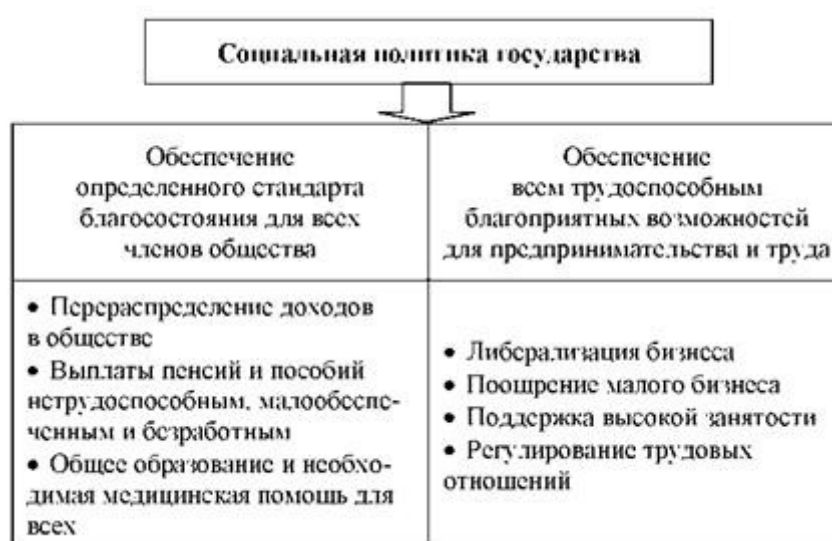 Социальная политика государства
Обеспечение
определенного стандарта
благосостояния для всех
членов общества
Обеспечение
всем трудоспособным
благоприятных возможностей
для предпринимательства и труда
• Перераспределение доходов
в обществе
• Выплаты пенсий и пособий
нетрудоспособным, малообеспе-
ченным и безработным
• Общее образование и необхо-
димая медицинская помощь для
всех
• Либерализация бизнеса
• Поощрение малого бизнеса
• Поддержка высокой занятости
• Регулирование трудовых
отношений